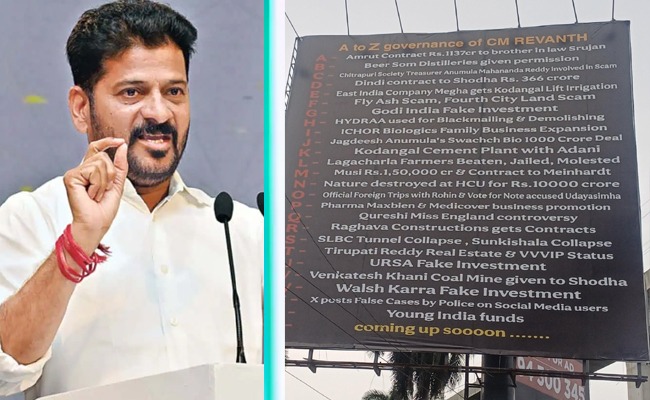 A to Z governance of CM REVANTH
A - Amrut Contract Rs.1137cr to brother in law Srujan
B - Beer Som Distilleries given permission
C - Chitrapuri Society Treasurer Anumula Mahananda Reddy Involved in Scam
D - Dindi contract to Shodha Rs. 366 crore
E - East India Company Megha gets Kodangal Lift Irrigation
F - Fly Ash Scam, Fourth City Land Scam
G - Godi India Fake Investment
H - HYDRAA used for Blackmailing & Demolishing
I - ICHOR Biologics Family Business Expansion
J - Jagdeesh Anumula's Swachch Bio 1000 Crore Deal
K - Kodangal Cement Plant with Adani
L - Lagacharla Farmers Beaten, Jailed, Molested
M - Musi Rs.1,50,000 cr & Contract to Meinhardt
N - Nature destroyed at HCU for Rs.10000 crore
O - Official Foreign Trips with Rohin & Vote for Note accused Udayasimha
P - Pharma Maxbien & Medicover business promotion
Q - Qureshi Miss England controversy
R - Raghava Constructions gets Contracts
S - SLBC Tunnel Collapse , Sunkishala Collapse
T - Tirupati Reddy Real Estate & VVVIP Status
U - URSA Fake Investment
V - Venkatesh Khani Coal Mine given to Shodha
W - Walsh Karra Fake Investment
X posts False Cases by Police on Social Media users
Young India funds
coming up sooooon .......
FOR AD
94 500 345